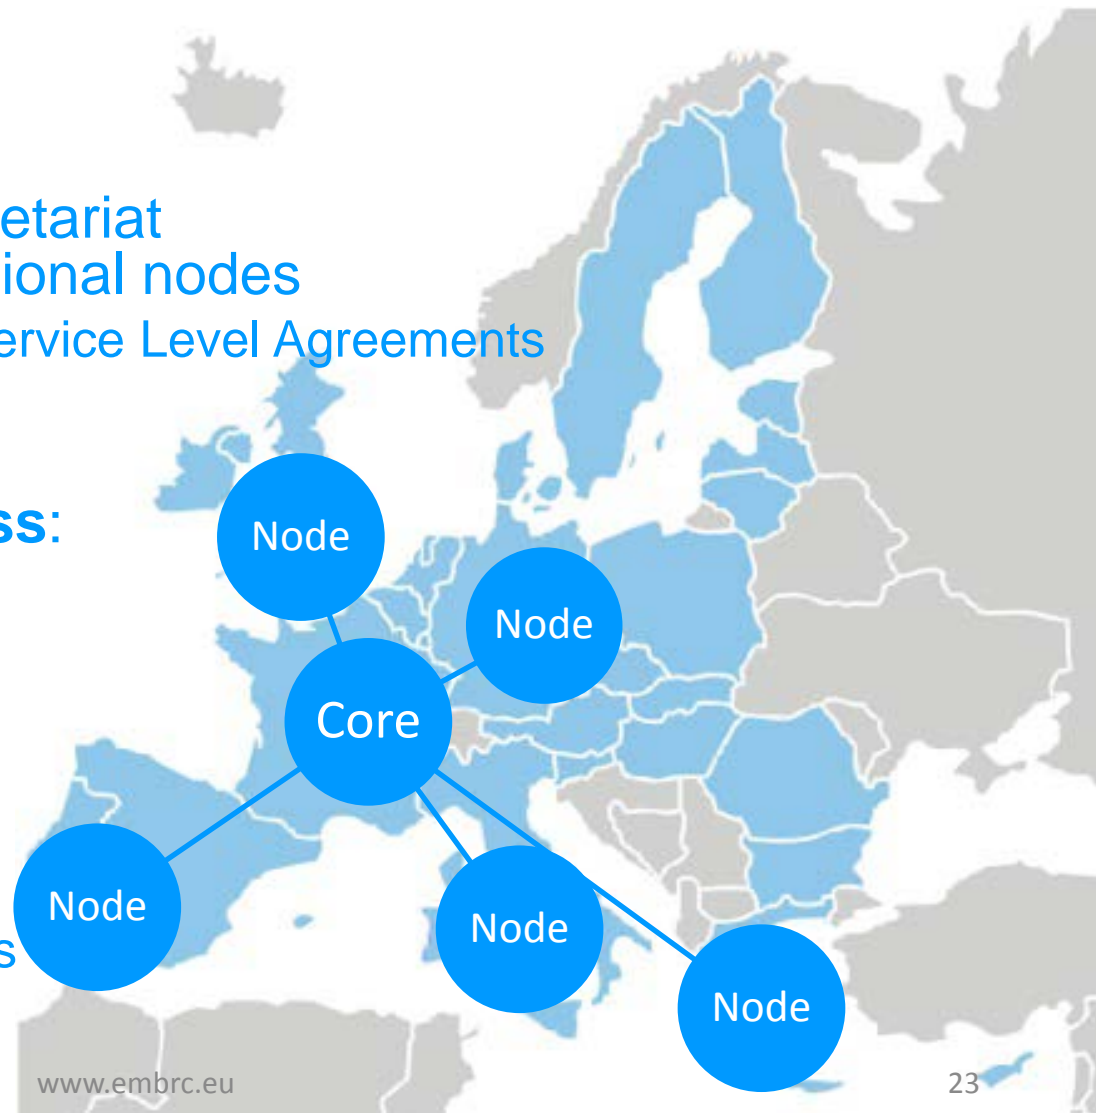 etariat
ional nodes
ervice Level Agreements
ss:
Node
Node
Core
Node
Node
s
Node
www.embrc.eu
23